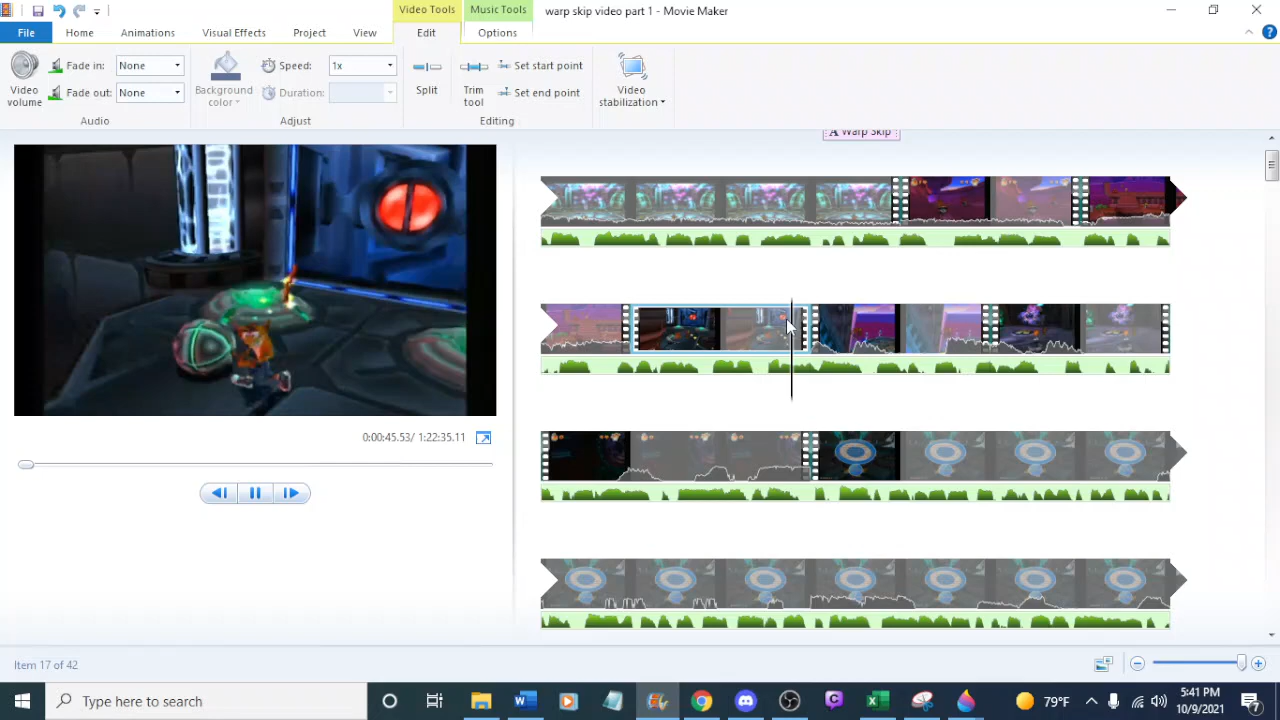 Video Tools Music Tools warp skip video part 1 - Movie Maker
File Home Animations Visual Effects Project View Edit Options
Video volume
Fade in: None
Fade out: None
Audio
Background color
Speed: 1x
Duration:
Adjust
Split
Trim tool
Set start point
Set end point
Editing
Video stabilization
A Warp Skip
0:00:45.53/ 1:22:35.11
Item 17 of 42
Type here to search
79°F
5:41 PM
10/9/2021
7